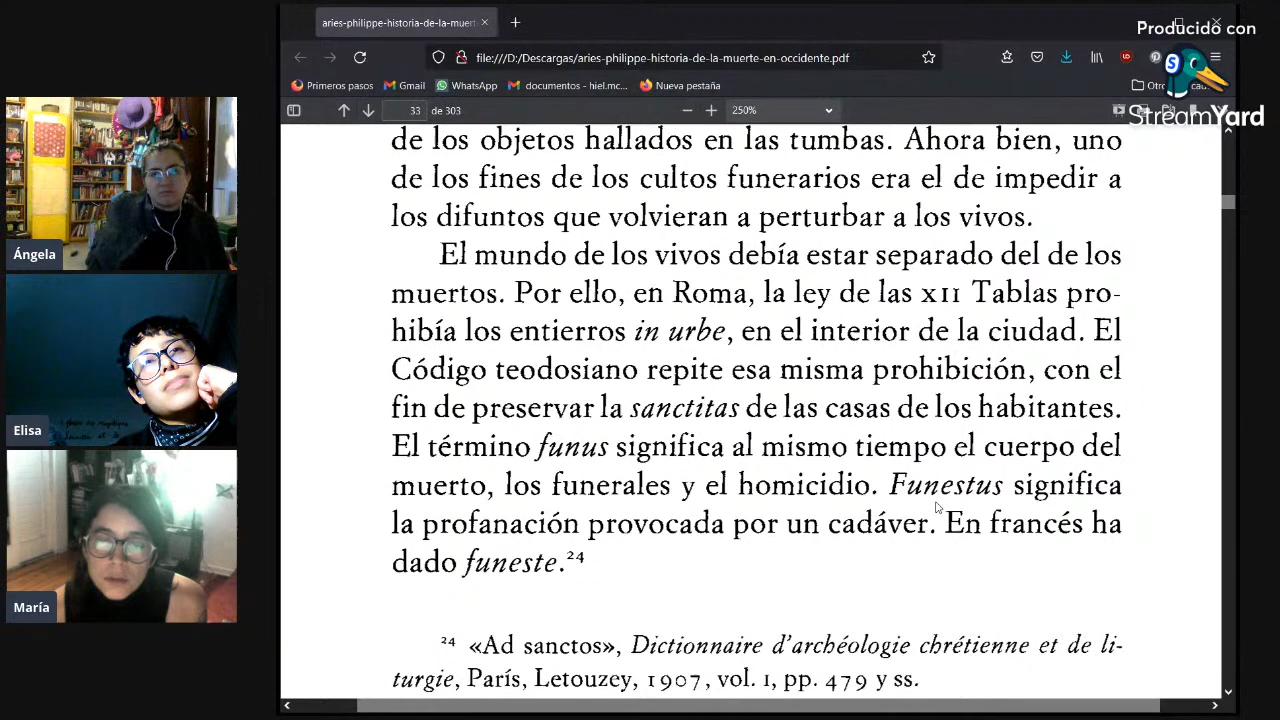 aries-philippe-historia-de-la-muert
Producido con
StreamYard
file:///D:/Descargas/aries-philippe-historia-de-la-muerte-en-occidente.pdf
Primeros pasos
Gmail
WhatsApp
documentos - hiel.mc...
Nueva pestaña
33
de 303
250%
de los objetos hallados en las tumbas. Ahora bien, uno
de los fines de los cultos funerarios era el de impedir a
los difuntos que volvieran a perturbar a los vivos.
El mundo de los vivos debía estar separado del de los
muertos. Por ello, en Roma, la ley de las XII Tablas pro-
hibía los entierros in urbe, en el interior de la ciudad. El
Código teodosiano repite esa misma prohibición, con el
fin de preservar la sanctitas de las casas de los habitantes.
El término funus significa al mismo tiempo el cuerpo del
muerto, los funerales y el homicidio. Funestus significa
la profanación provocada por un cadáver. En francés ha
dado funeste.24
24 «Ad sanctos», Dictionnaire d'archéologie chrétienne et de li-
turgie, París, Letouzey, 1907, vol. I, pp. 479 y ss.
Ángela
Elisa
María